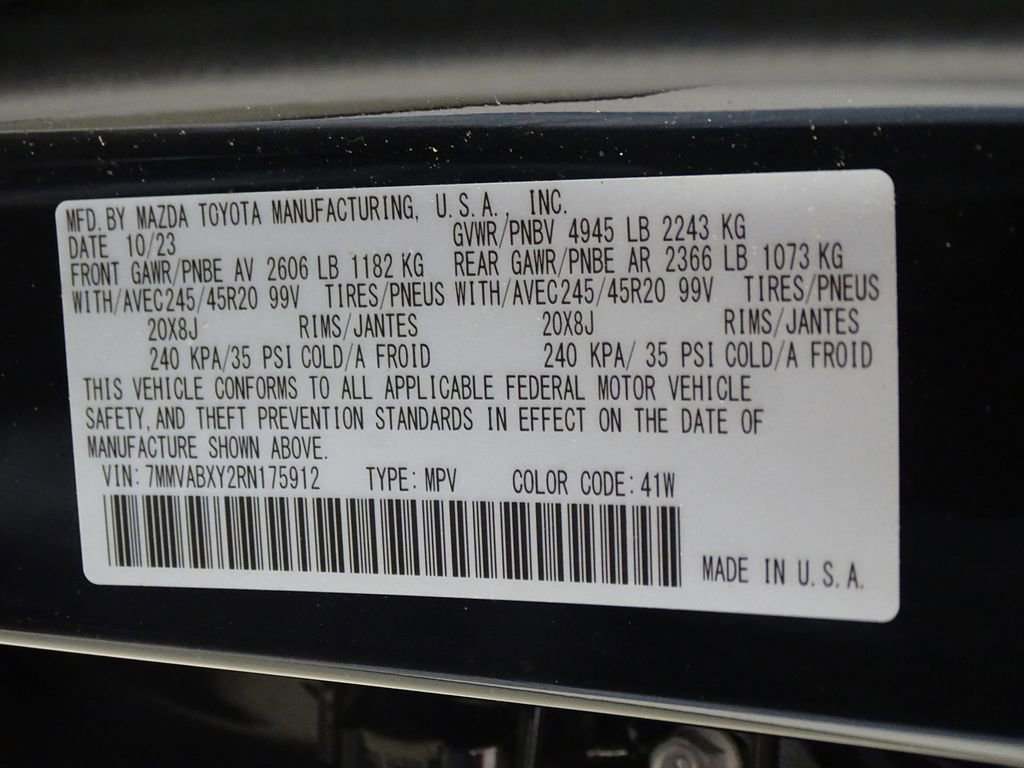 MFD. BY MAZDA TOYOTA MANUFACTURING, U. S. A., INC.
DATE 10/23 GVWR/PNBV 4945 LB 2243 KG
FRONT GAWR/PNBE AV 2606 LB 1182 KG REAR GAWR/PNBE AR 2366 LB 1073 KG
WITH/AVEC245/45R20 99V TIRES/PNEUS WITH/AVEC245/45R20 99V TIRES/PNEUS
20X8J RIMS/JANTES 20X8J RIMS/JANTES
240 KPA/35 PSI COLD/A FROID 240 KPA/ 35 PSI COLD/A FROID
THIS VEHICLE CONFORMS TO ALL APPLICABLE FEDERAL MOTOR VEHICLE
SAFETY, AND THEFT PREVENTION STANDARDS IN EFFECT ON THE DATE OF
MANUFACTURE SHOWN ABOVE.
VIN: 7MMVABXY2RN175912 TYPE: MPV COLOR CODE: 41W
MADE IN U. S. A.